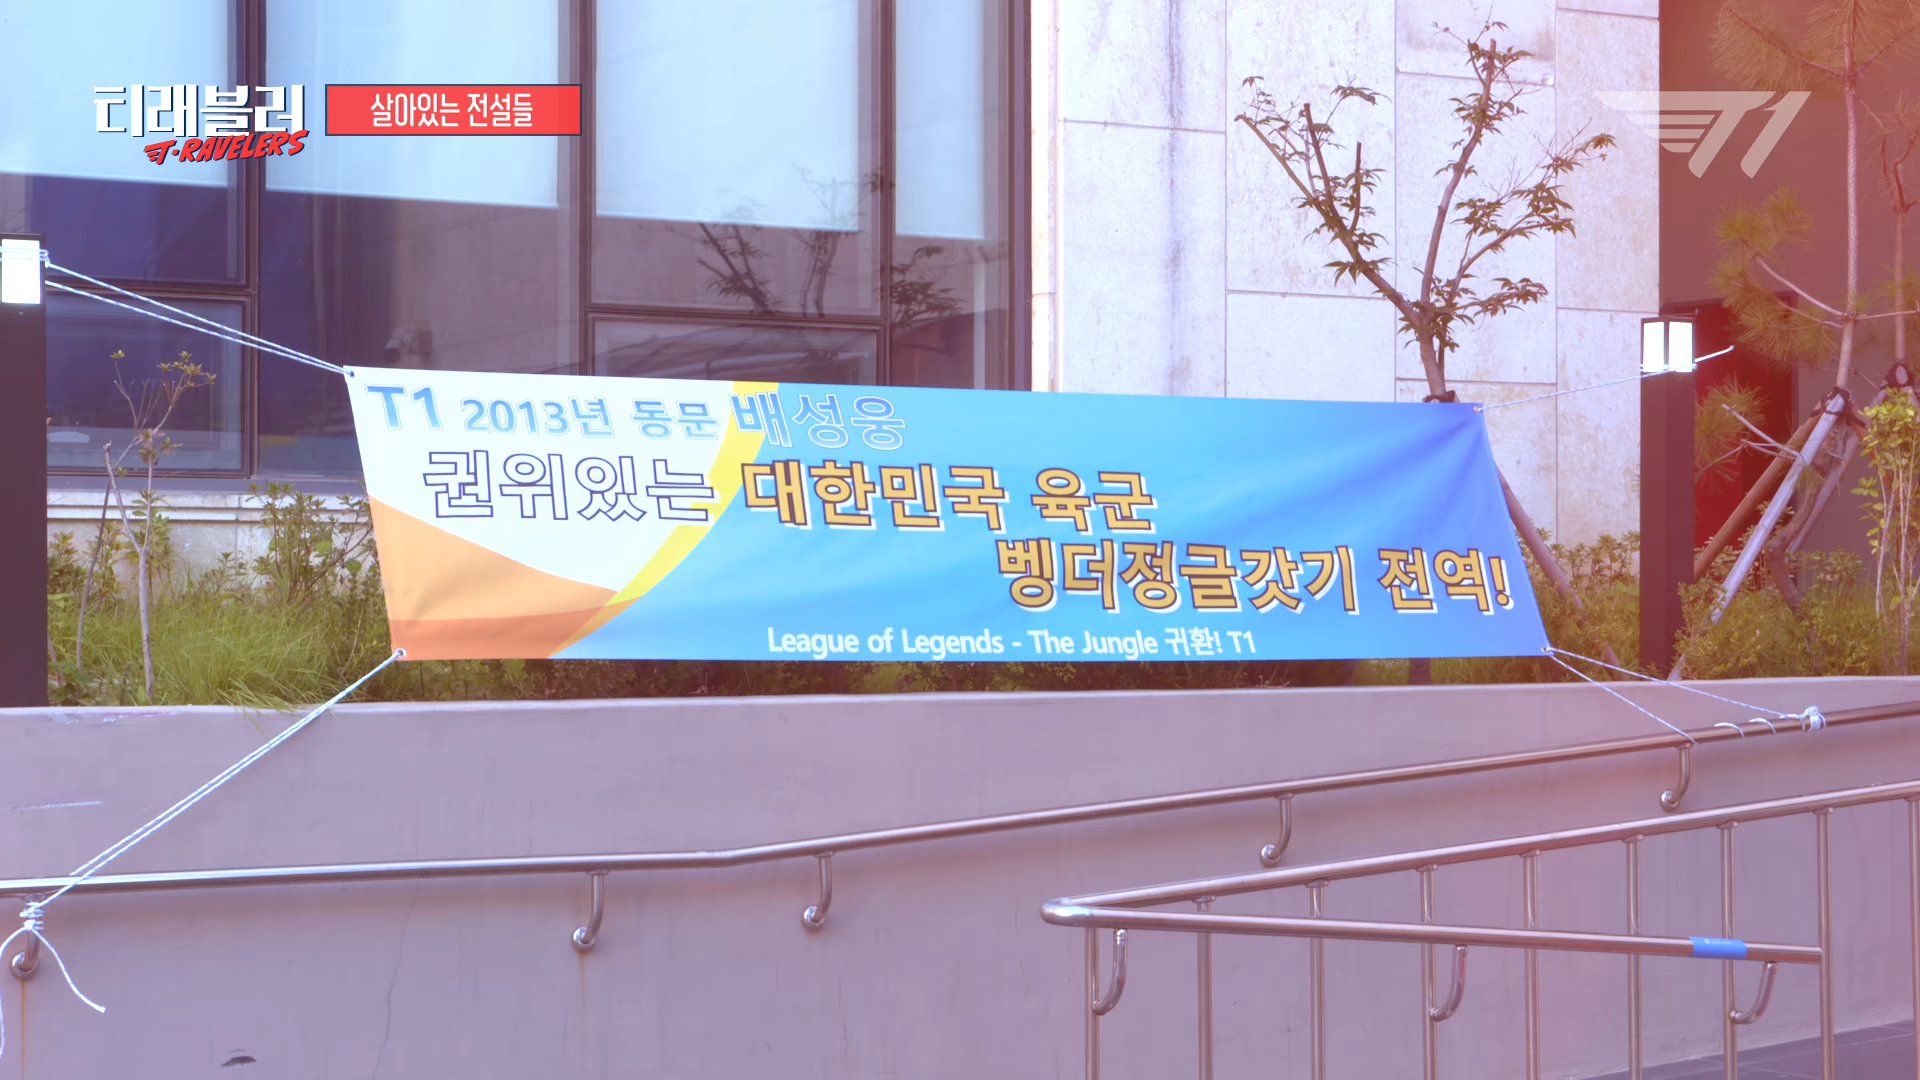 티래블러
T·RAVELERS
살아있는 전설들
T1
T1 2013년 동문 배성웅
권위있는 대한민국 육군
벵더정글갓기 전역!
League of Legends - The Jungle 귀환! T1